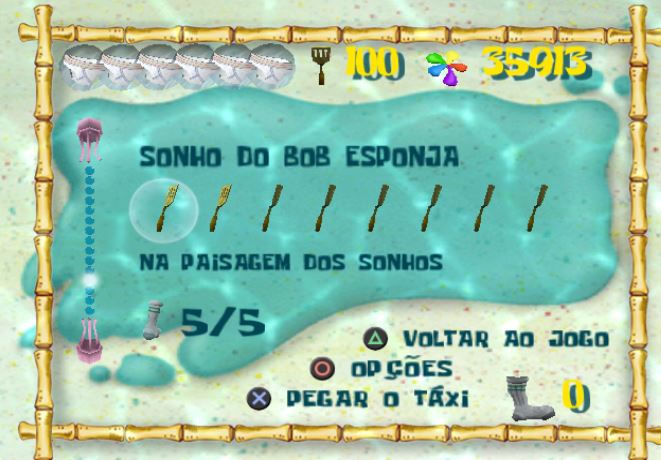 100 35913
SONHO DO BOB ESPONJA
NA PAISAGEM DOS SONHOS
5/5
VOLTAR AO JOGO
OPÇÕES
PEGAR O TÁXI
0